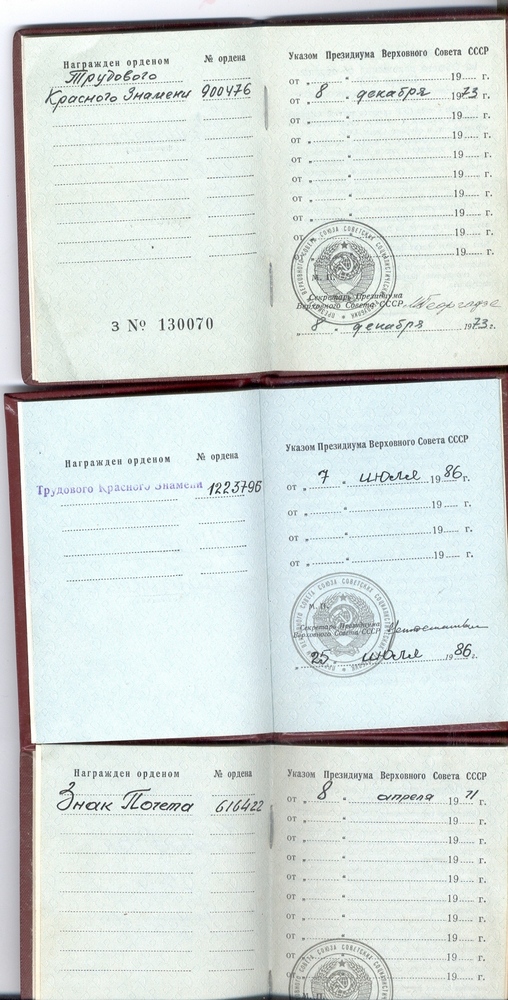 Награжден орденом № ордена
Трудового
Красного Знамени 900476
З № 130070
Указом Президиума Верховного Совета СССР
от „ " 19 г.
от „ 8 " декабря 1973 г.
от „ " 19 г.
от „ " 19 г.
от „ " 19 г.
от „ " 19 г.
от „ " 19 г.
от „ " 19 г.
от „ " 19 г.
от „ " 19 г.
М. П.
Секретарь Президиума
Верховного Совета СССР
„ 8 " декабря 1973 г.
Награжден орденом № ордена
Трудового Красного Знамени 1223796
Указом Президиума Верховного Совета СССР
от „ 7 " июля 1986 г.
от „ " 19 г.
от „ " 19 г.
от „ " 19 г.
М. П.
Секретарь Президиума
Верховного Совета СССР
„ 25 " июля 1986 г.
Награжден орденом № ордена
Знак Почета 616422
Указом Президиума Верховного Совета СССР
от „ 8 " апреля 1971 г.
от „ " 19 г.
от „ " 19 г.
от „ " 19 г.
от „ " 19 г.
от „ " 19 г.
от „ " 19 г.
от „ " 19 г.
от „ " 19 г.
от „ " 19 г.